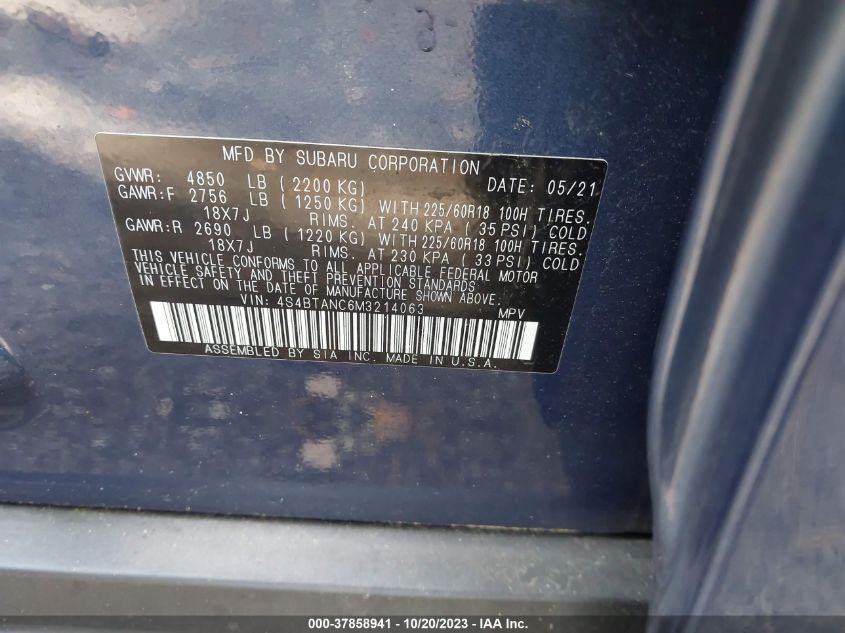 MFD BY SUBARU CORPORATION
GVWR: 4850 LB (2200 KG) DATE: 05/21
GAWR:F 2756 LB (1250 KG) WITH 225/60R18 100H TIRES.
18X7J RIMS. AT 240 KPA (35 PSI) COLD
GAWR:R 2690 LB (1220 KG) WITH 225/60R18 100H TIRES.
18X7J RIMS. AT 230 KPA (33 PSI) COLD
THIS VEHICLE CONFORMS TO ALL APPLICABLE FEDERAL MOTOR
VEHICLE SAFETY AND THEFT PREVENTION STANDARDS
IN EFFECT ON THE DATE OF MANUFACTURE SHOWN ABOVE.
VIN: 4S4BTANC6M3214063 MPV
ASSEMBLED BY SIA INC. MADE IN U.S.A.
000-37858941 - 10/20/2023 - IAA Inc.